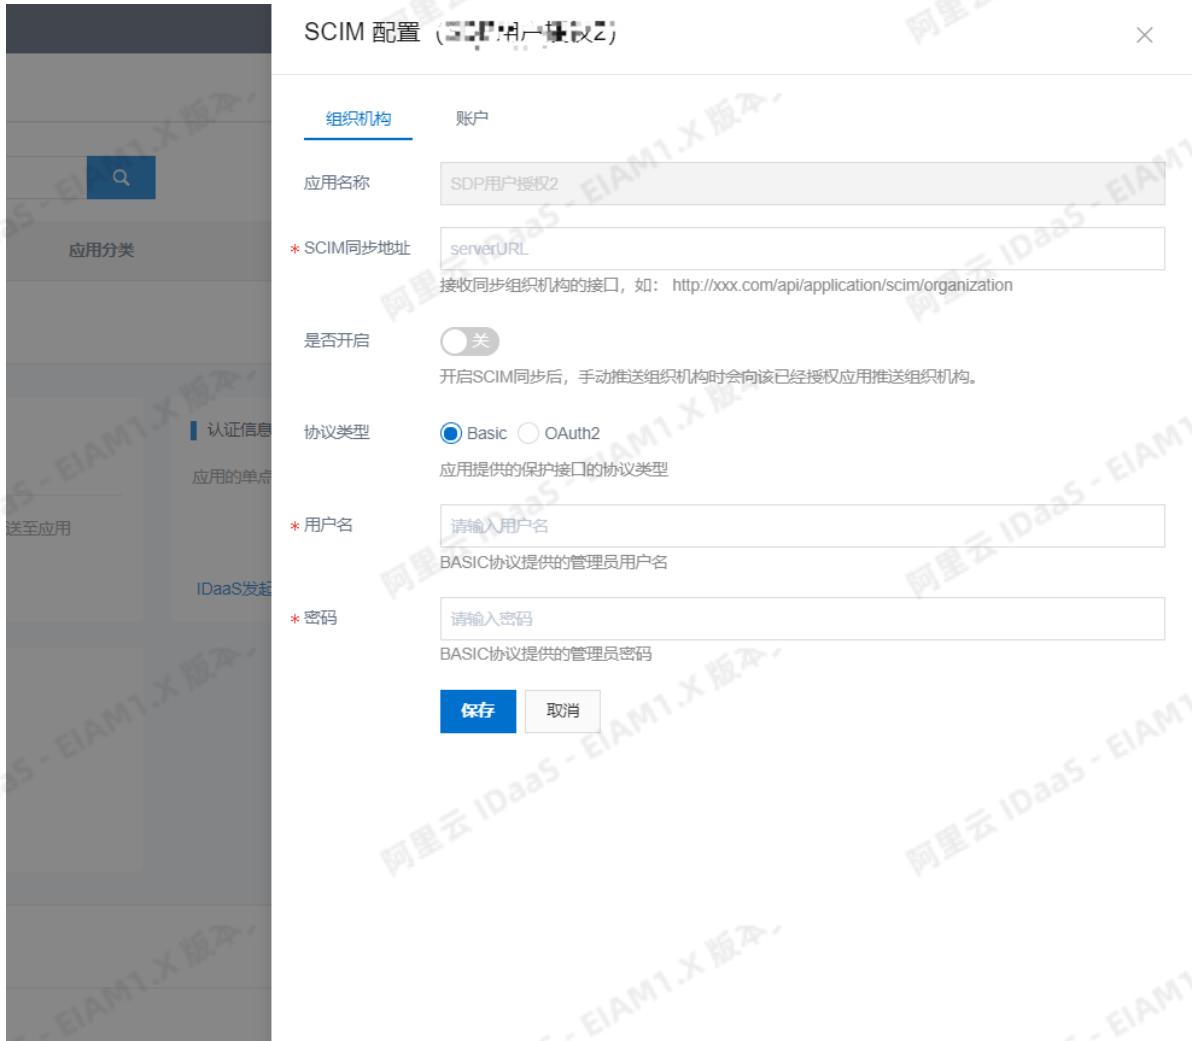 SCIM 配置
组织机构
账户
应用名称
SDP用户授权2
* SCIM同步地址
serverURL
接收同步组织机构的接口，如： http://xxx.com/api/application/scim/organization
是否开启
关
开启SCIM同步后，手动推送组织机构时会向该已经授权应用推送组织机构。
协议类型
Basic
OAuth2
应用提供的保护接口的协议类型
* 用户名
请输入用户名
BASIC协议提供的管理员用户名
* 密码
请输入密码
BASIC协议提供的管理员密码
保存
取消
应用分类
认证信息
应用的单点
送至应用
IDaaS发起
阿里云 IDaaS - EIAM1.X 版本